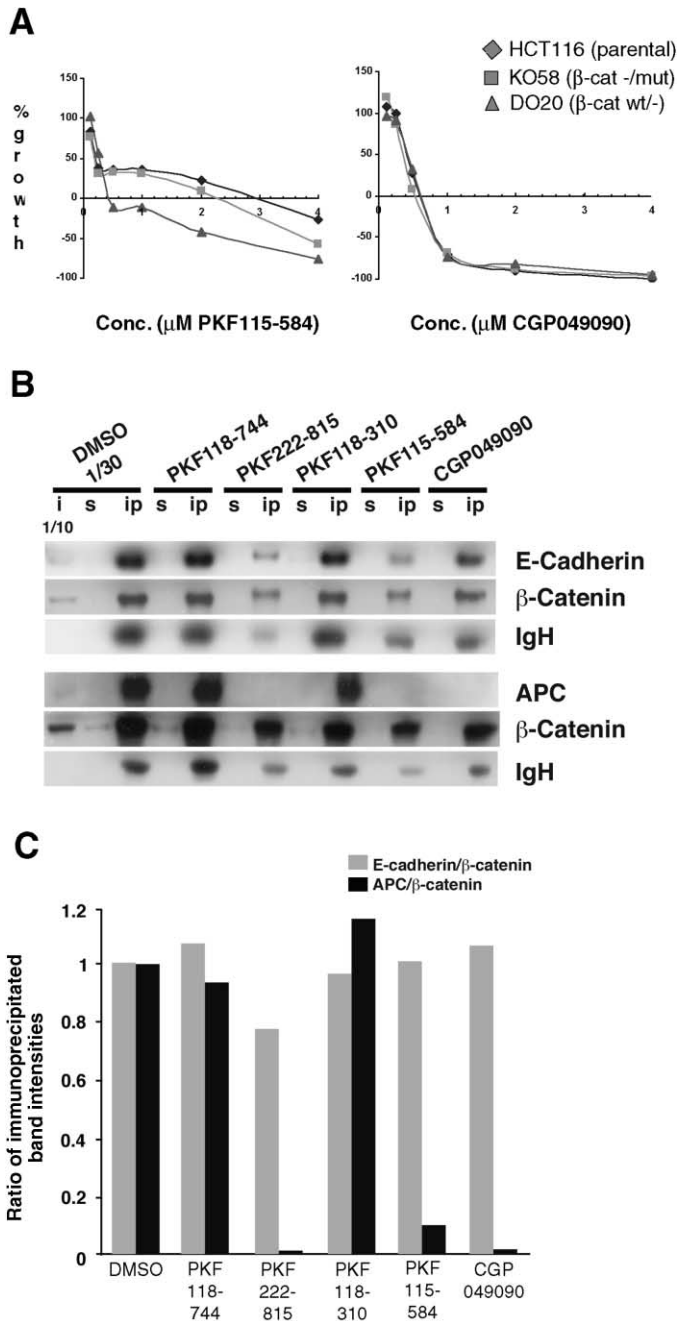 A
HCT116 (parental)
KO58 (β-cat -/mut)
DO20 (β-cat wt/-)
% growth
150
100
50
0
-50
-100
0 1 2 3 4
Conc. (μM PKF115-584)
150
100
50
0
-50
-100
0 1 2 3 4
Conc. (μM CGP049090)
B
DMSO 1/30
PKF118-744
PKF222-815
PKF118-310
PKF115-584
CGP049090
i s ip s ip s ip s ip s ip s ip
1/10
E-Cadherin
β-Catenin
IgH
APC
β-Catenin
IgH
C
E-cadherin/β-catenin
APC/β-catenin
Ratio of immunoprecipitated
band intensities
1.2
1
0.8
0.6
0.4
0.2
0
DMSO
PKF 118-744
PKF 222-815
PKF 118-310
PKF 115-584
CGP 049090